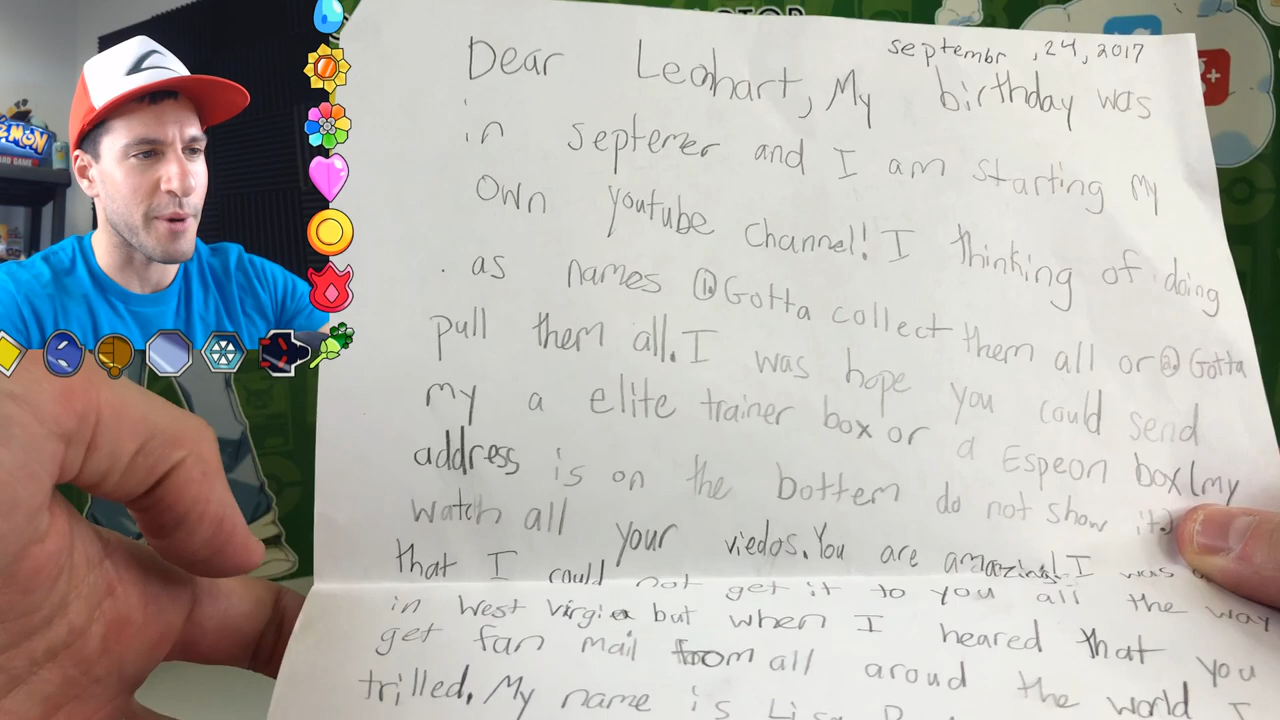 septembr , 24, 2017
Dear Leonhart, My birthday was
in septemer and I am starting my
own youtube channel! I thinking of doing
as names ①Gotta collect them all or ②Gotta
pull them all. I was hope you could send
my a elite trainer box or a Espeon box (my
address is on the bottem do not show it.)
watch all your viedos. You are amazing! I was
that I could not get it to you all the way
in west virgia but when I heared that you
get fan mail from all aroud the world I
trilled. My name is